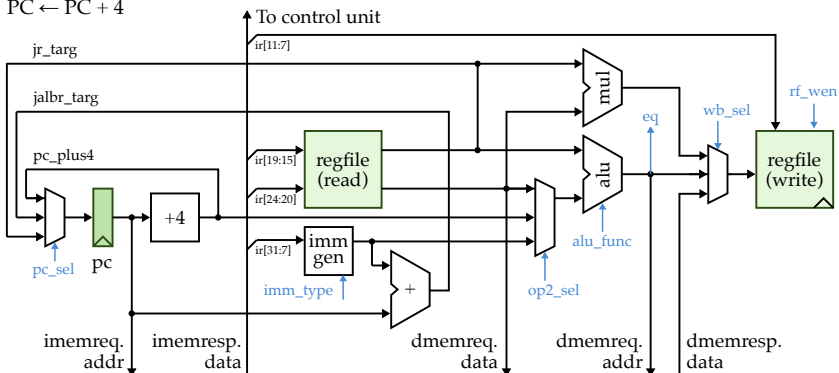 PC ← PC + 4
To control unit
ir[11:7]
jr_targ
jalbr_targ
pc_plus4
mul
eq
wb_sel
rf_wen
ir[19:15]
regfile
(read)
alu
regfile
(write)
ir[24:20]
+4
pc
pc_sel
ir[31:7]
imm
gen
imm_type
+
op2_sel
alu_func
imemreq.
addr
imemresp.
data
dmemreq.
data
dmemreq.
addr
dmemresp.
data